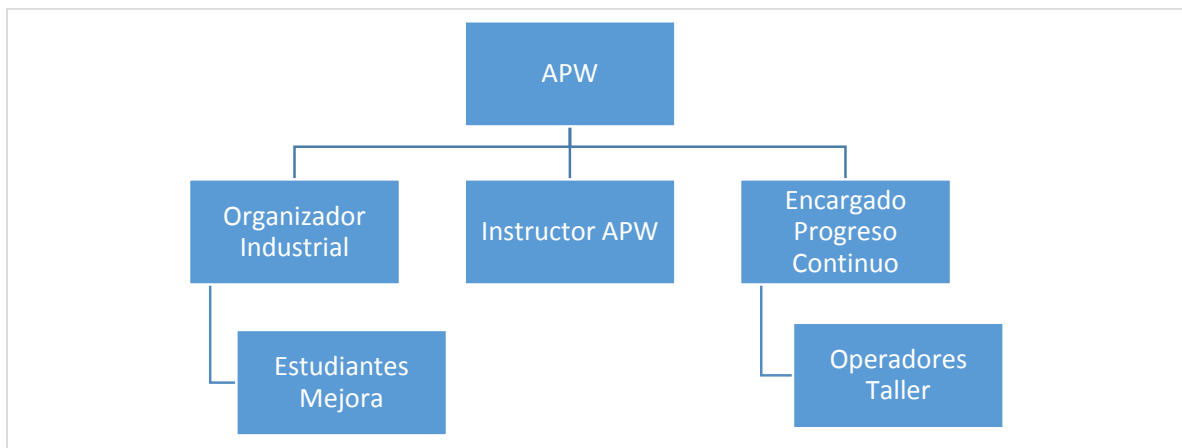 APW
Organizador
Industrial
Instructor APW
Encargado
Progreso
Continuo
Estudiantes
Mejora
Operadores
Taller